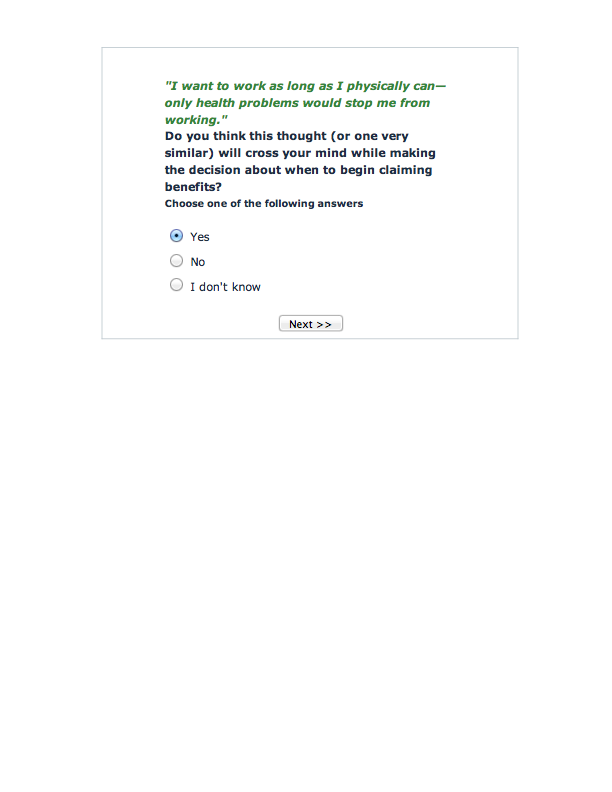 "I want to work as long as I physically can—
only health problems would stop me from
working."
Do you think this thought (or one very
similar) will cross your mind while making
the decision about when to begin claiming
benefits?
Choose one of the following answers
Yes
No
I don't know
Next >>